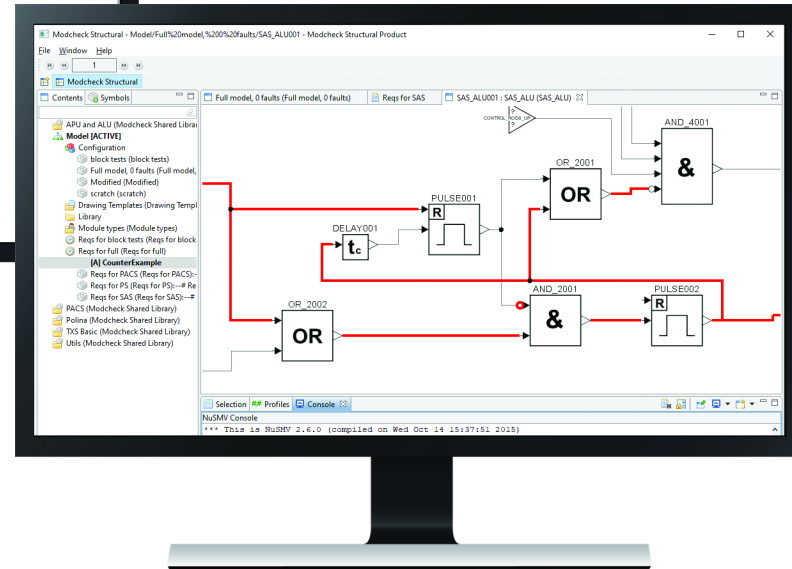 Modcheck Structural - Model/Full%20model,%200%20faults/SAS_ALU001 - Modcheck Structural Product
File Window Help
1
Modcheck Structural
Contents Symbols
Full model, 0 faults (Full model, 0 faults) Reqs for SAS SAS_ALU001 : SAS_ALU (SAS_ALU)
APU and ALU (Modcheck Shared Librar
Model [ACTIVE]
Configuration
block tests (block tests)
Full model, 0 faults (Full model,
Modified (Modified)
scratch (scratch)
Drawing Templates (Drawing Templ
Library
Module types (Module types)
Reqs for block tests (Reqs for block
Reqs for full (Reqs for full)
[A] CounterExample
Reqs for PACS (Reqs for PACS):-
Reqs for PS (Reqs for PS):--# Re
Reqs for SAS (Reqs for SAS):--#
PACS (Modcheck Shared Library)
Polina (Modcheck Shared Library)
TXS Basic (Modcheck Shared Library)
Utils (Modcheck Shared Library)
?
CONTROL_RODS_UP
?
AND_4001
&
OR_2001
OR
PULSE001
R
DELAY001
tc
OR_2002
OR
AND_2001
&
PULSE002
R
Selection ## Profiles Console
NuSMV Console
*** This is NuSMV 2.6.0 (compiled on Wed Oct 14 15:37:51 2015)